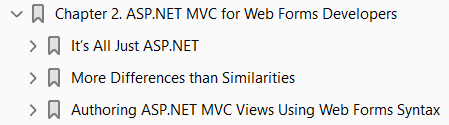 Chapter 2. ASP.NET MVC for Web Forms Developers
It's All Just ASP.NET
More Differences than Similarities
Authoring ASP.NET MVC Views Using Web Forms Syntax